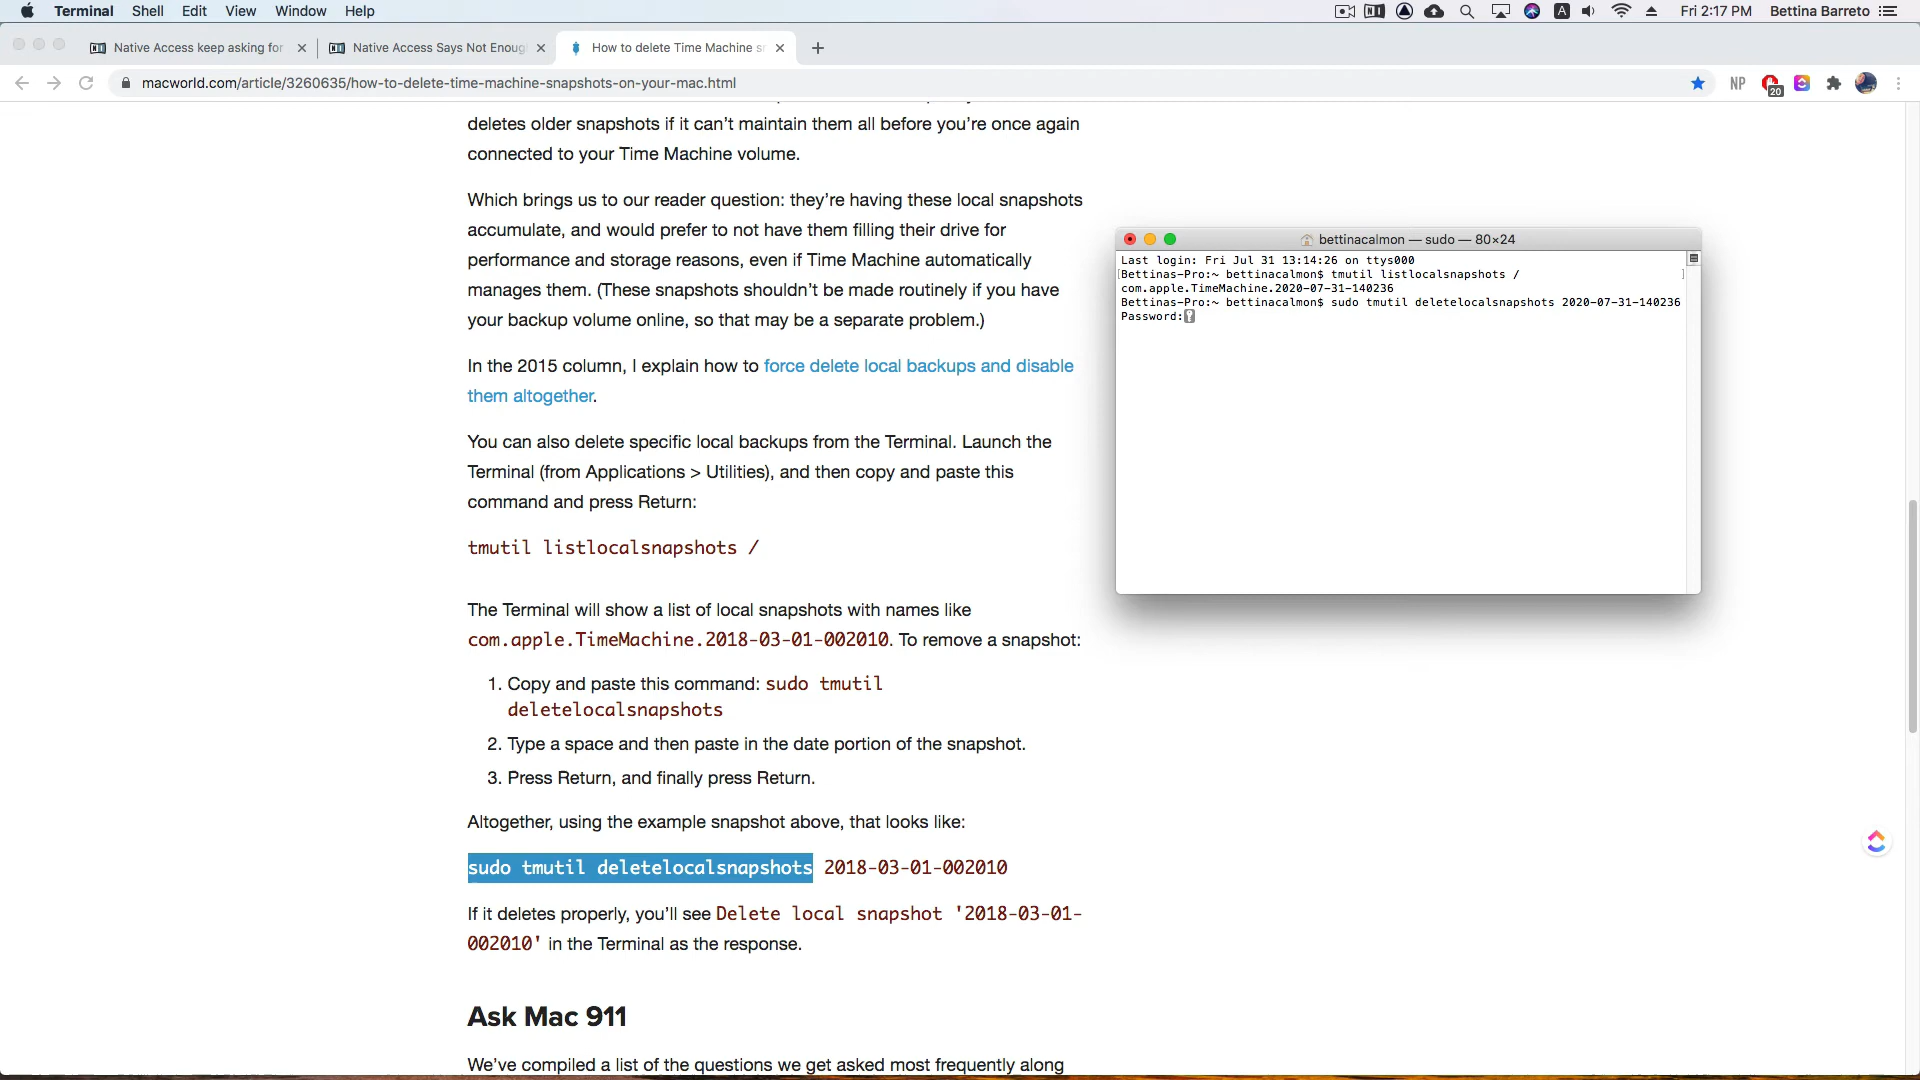 Terminal Shell Edit View Window Help Fri 2:17 PM Bettina Barreto
Native Access keep asking for
Native Access Says Not Enoug
How to delete Time Machine s
macworld.com/article/3260635/how-to-delete-time-machine-snapshots-on-your-mac.html
NP
20
deletes older snapshots if it can’t maintain them all before you’re once again
connected to your Time Machine volume.
Which brings us to our reader question: they’re having these local snapshots
accumulate, and would prefer to not have them filling their drive for
performance and storage reasons, even if Time Machine automatically
manages them. (These snapshots shouldn’t be made routinely if you have
your backup volume online, so that may be a separate problem.)
In the 2015 column, I explain how to force delete local backups and disable
them altogether.
You can also delete specific local backups from the Terminal. Launch the
Terminal (from Applications > Utilities), and then copy and paste this
command and press Return:
tmutil listlocalsnapshots /
The Terminal will show a list of local snapshots with names like
com.apple.TimeMachine.2018-03-01-002010. To remove a snapshot:
1. Copy and paste this command: sudo tmutil
deletelocalsnapshots
2. Type a space and then paste in the date portion of the snapshot.
3. Press Return, and finally press Return.
Altogether, using the example snapshot above, that looks like:
sudo tmutil deletelocalsnapshots 2018-03-01-002010
If it deletes properly, you’ll see Delete local snapshot '2018-03-01-
002010' in the Terminal as the response.
Ask Mac 911
We’ve compiled a list of the questions we get asked most frequently along
bettinacalmon — sudo — 80×24
Last login: Fri Jul 31 13:14:26 on ttys000
[Bettinas-Pro:~ bettinacalmon$ tmutil listlocalsnapshots / ]
com.apple.TimeMachine.2020-07-31-140236
Bettinas-Pro:~ bettinacalmon$ sudo tmutil deletelocalsnapshots 2020-07-31-140236
Password: